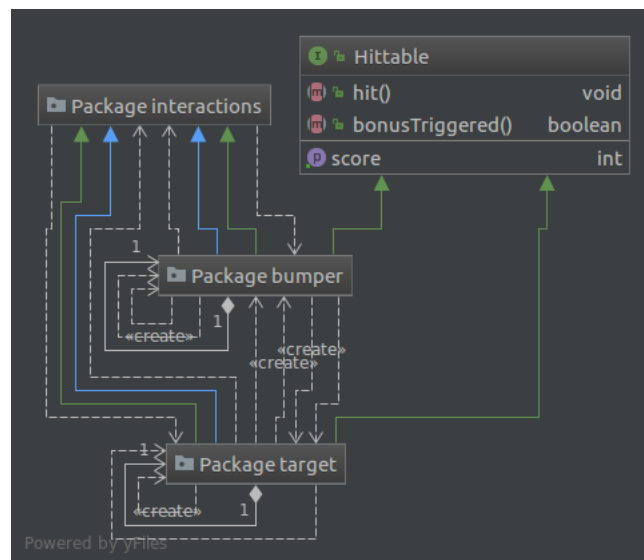 Hittable
Package interactions
hit() void
bonusTriggered() boolean
score int
1
Package bumper
1
«create»
«create»
«create»
1
Package target
1
«create»
Powered by yFiles